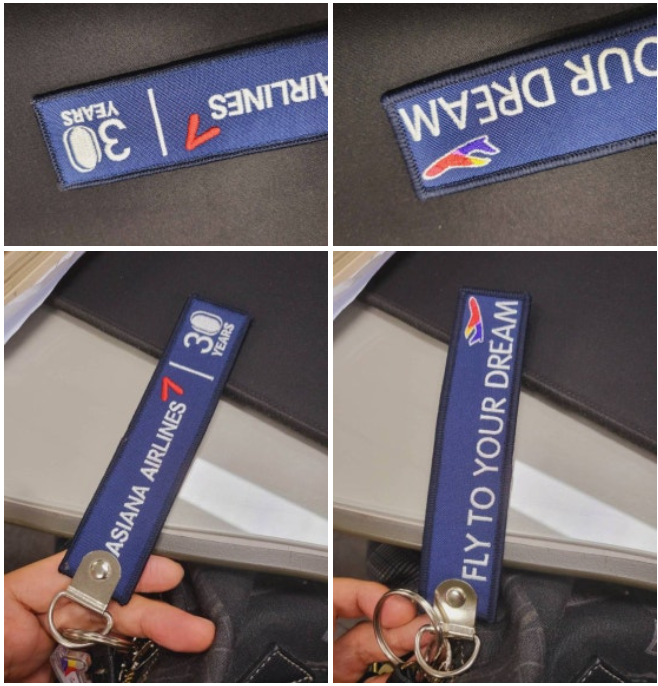 30
YEARS
AIRLINES
OUR DREAM
ASIANA AIRLINES
30
YEARS
FLY TO YOUR DREAM